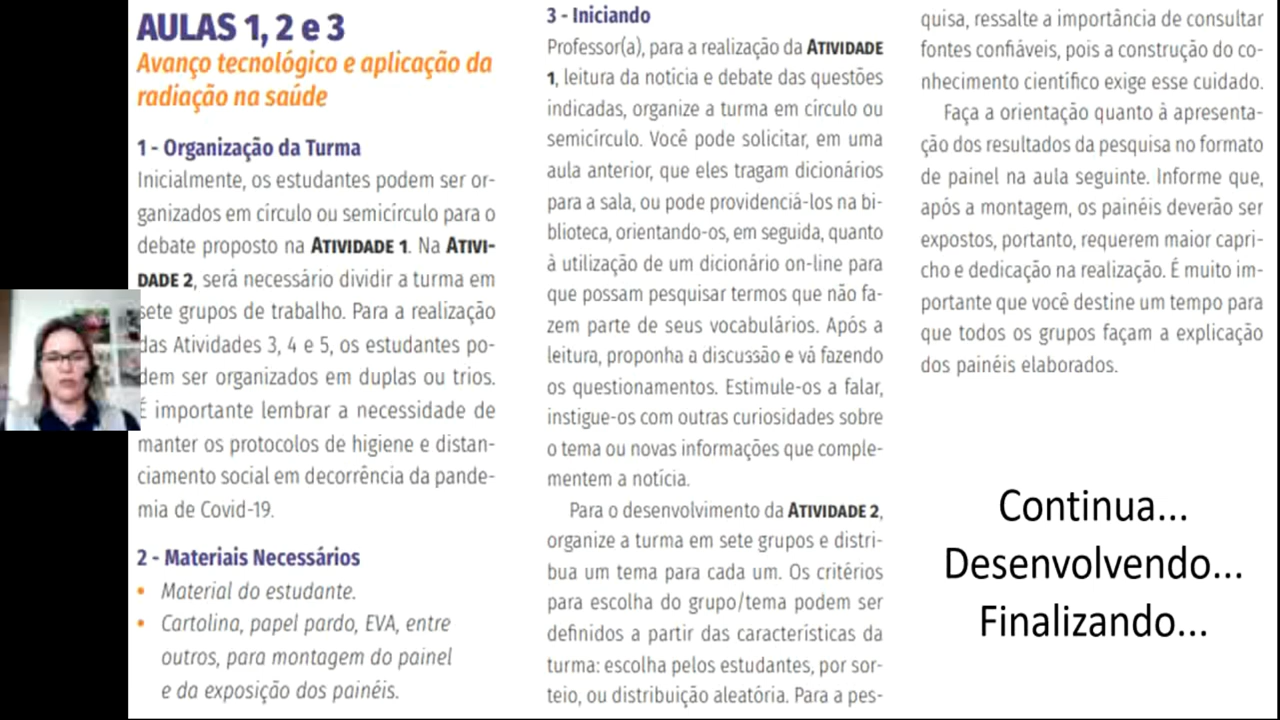 AULAS 1, 2 e 3
Avanço tecnológico e aplicação da
radiação na saúde
1 - Organização da Turma
Inicialmente, os estudantes podem ser or-
ganizados em círculo ou semicírculo para o
debate proposto na ATIVIDADE 1. Na ATIVI-
DADE 2, será necessário dividir a turma em
sete grupos de trabalho. Para a realização
das Atividades 3, 4 e 5, os estudantes po-
dem ser organizados em duplas ou trios.
É importante lembrar a necessidade de
manter os protocolos de higiene e distan-
ciamento social em decorrência da pande-
mia de Covid-19.
2 - Materiais Necessários
• Material do estudante.
• Cartolina, papel pardo, EVA, entre
outros, para montagem do painel
e da exposição dos painéis.
3 - Iniciando
Professor(a), para a realização da ATIVIDADE
1, leitura da notícia e debate das questões
indicadas, organize a turma em círculo ou
semicírculo. Você pode solicitar, em uma
aula anterior, que eles tragam dicionários
para a sala, ou pode providenciá-los na bi-
blioteca, orientando-os, em seguida, quanto
à utilização de um dicionário on-line para
que possam pesquisar termos que não fa-
zem parte de seus vocabulários. Após a
leitura, proponha a discussão e vá fazendo
os questionamentos. Estimule-os a falar,
instigue-os com outras curiosidades sobre
o tema ou novas informações que comple-
mentem a notícia.
Para o desenvolvimento da ATIVIDADE 2,
organize a turma em sete grupos e distri-
bua um tema para cada um. Os critérios
para escolha do grupo/tema podem ser
definidos a partir das características da
turma: escolha pelos estudantes, por sor-
teio, ou distribuição aleatória. Para a pes-
quisa, ressalte a importância de consultar
fontes confiáveis, pois a construção do co-
nhecimento científico exige esse cuidado.
Faça a orientação quanto à apresenta-
ção dos resultados da pesquisa no formato
de painel na aula seguinte. Informe que,
após a montagem, os painéis deverão ser
expostos, portanto, requerem maior capri-
cho e dedicação na realização. É muito im-
portante que você destine um tempo para
que todos os grupos façam a explicação
dos painéis elaborados.
Continua...
Desenvolvendo...
Finalizando...